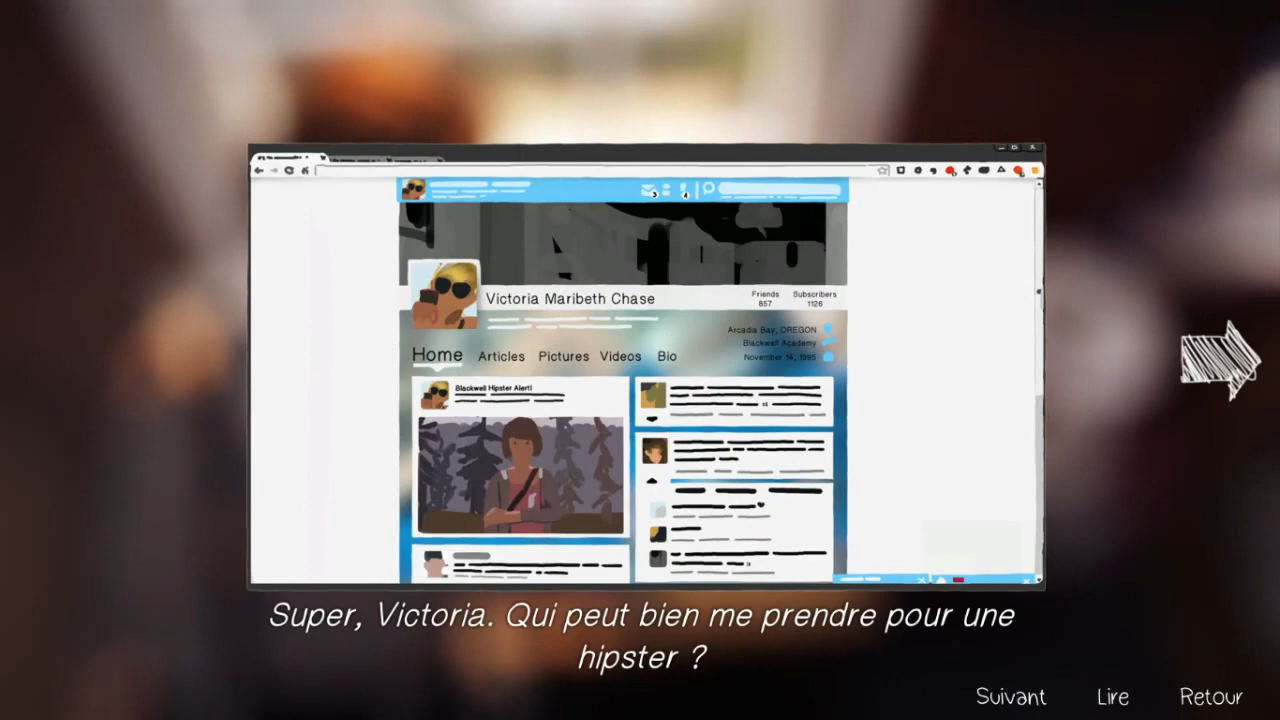 Victoria Maribeth Chase
Friends
857
Subscribers
1126
Arcadia Bay, OREGON
Blackwell Academy
November 14, 1995
Home Articles Pictures Videos Bio
Blackwell Hipster Alert!
Super, Victoria. Qui peut bien me prendre pour une
hipster ?
Suivant Lire Retour